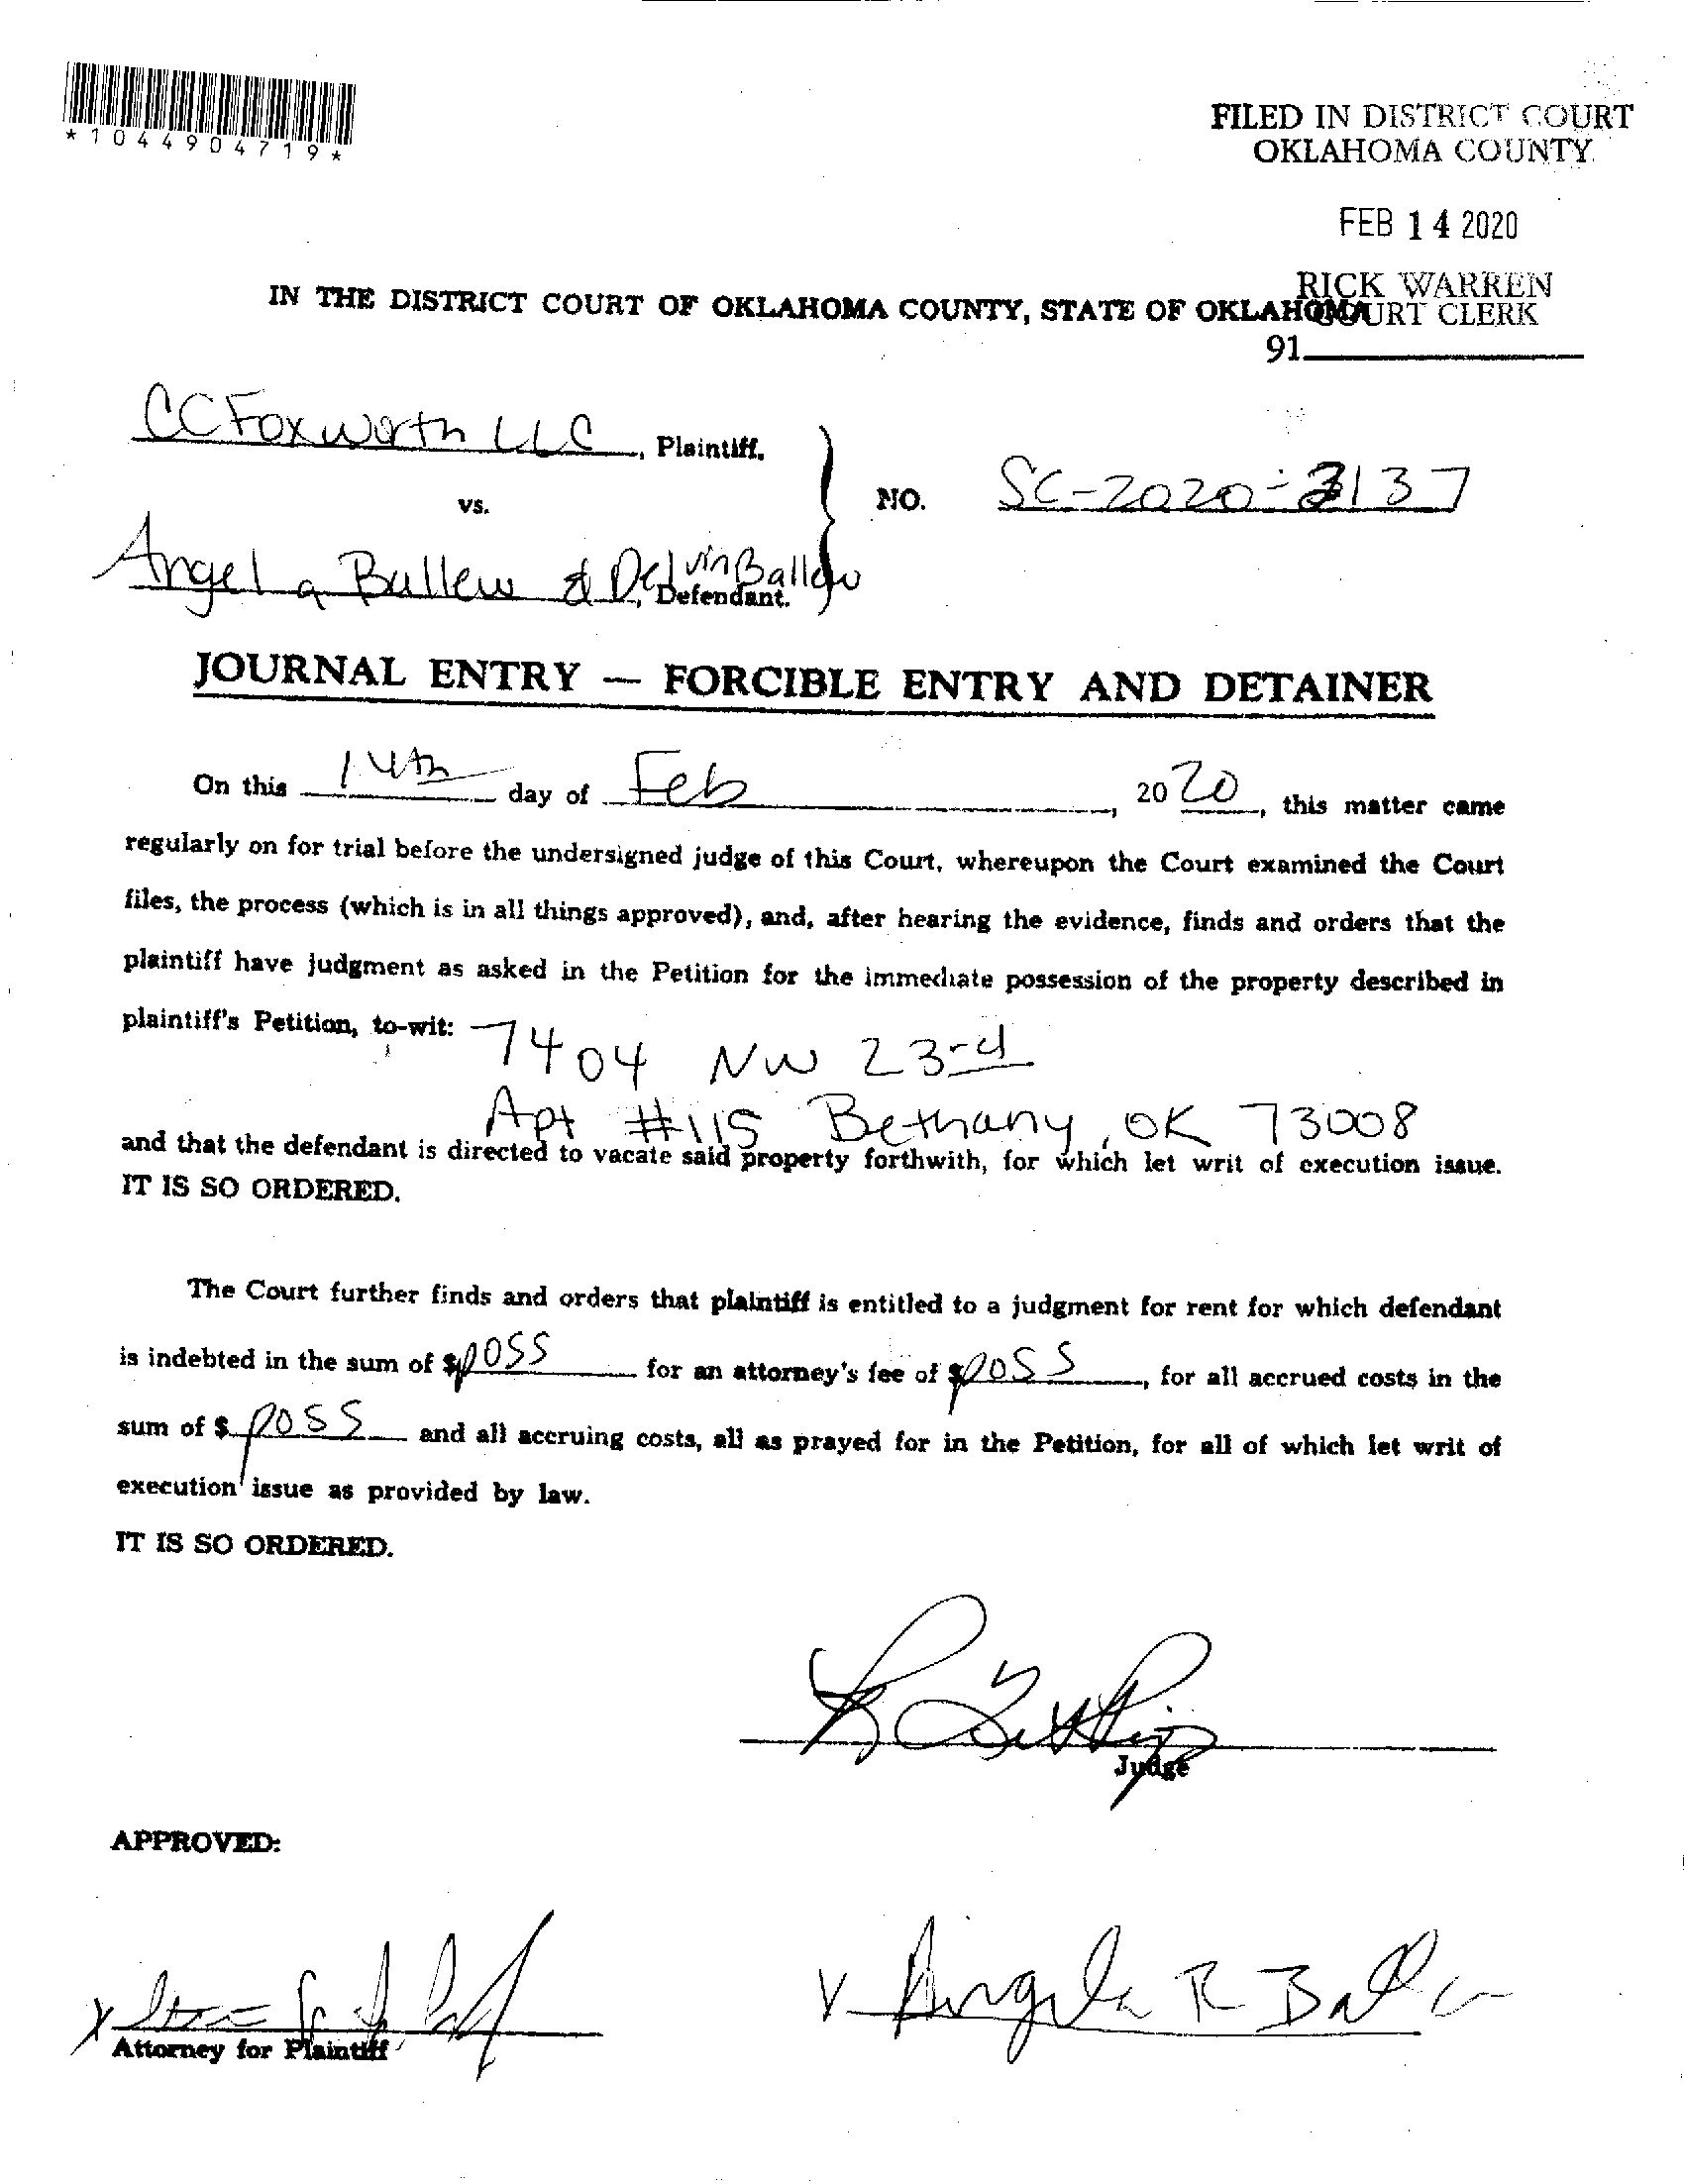 *1044904719*
FILED IN DISTRICT COURT
OKLAHOMA COUNTY
FEB 14 2020
RICK WARREN
COURT CLERK
91
IN THE DISTRICT COURT OF OKLAHOMA COUNTY, STATE OF OKLAHOMA
CC Foxworth LLC, Plaintiff,
vs.
NO. SC-2020-3137
Angela Ballew & Delvin Ballew
Defendant.
JOURNAL ENTRY — FORCIBLE ENTRY AND DETAINER
On this 14th day of Feb, 2020, this matter came
regularly on for trial before the undersigned judge of this Court, whereupon the Court examined the Court
files, the process (which is in all things approved), and, after hearing the evidence, finds and orders that the
plaintiff have judgment as asked in the Petition for the immediate possession of the property described in
plaintiff's Petition, to-wit: 7404 NW 23rd
Apt #115 Bethany, OK 73008
and that the defendant is directed to vacate said property forthwith, for which let writ of execution issue.
IT IS SO ORDERED.
The Court further finds and orders that plaintiff is entitled to a judgment for rent for which defendant
is indebted in the sum of $poss for an attorney's fee of $poss, for all accrued costs in the
sum of $poss and all accruing costs, all as prayed for in the Petition, for all of which let writ of
execution issue as provided by law.
IT IS SO ORDERED.
Judge
APPROVED:
x
Attorney for Plaintiff
x Angela R Ballew